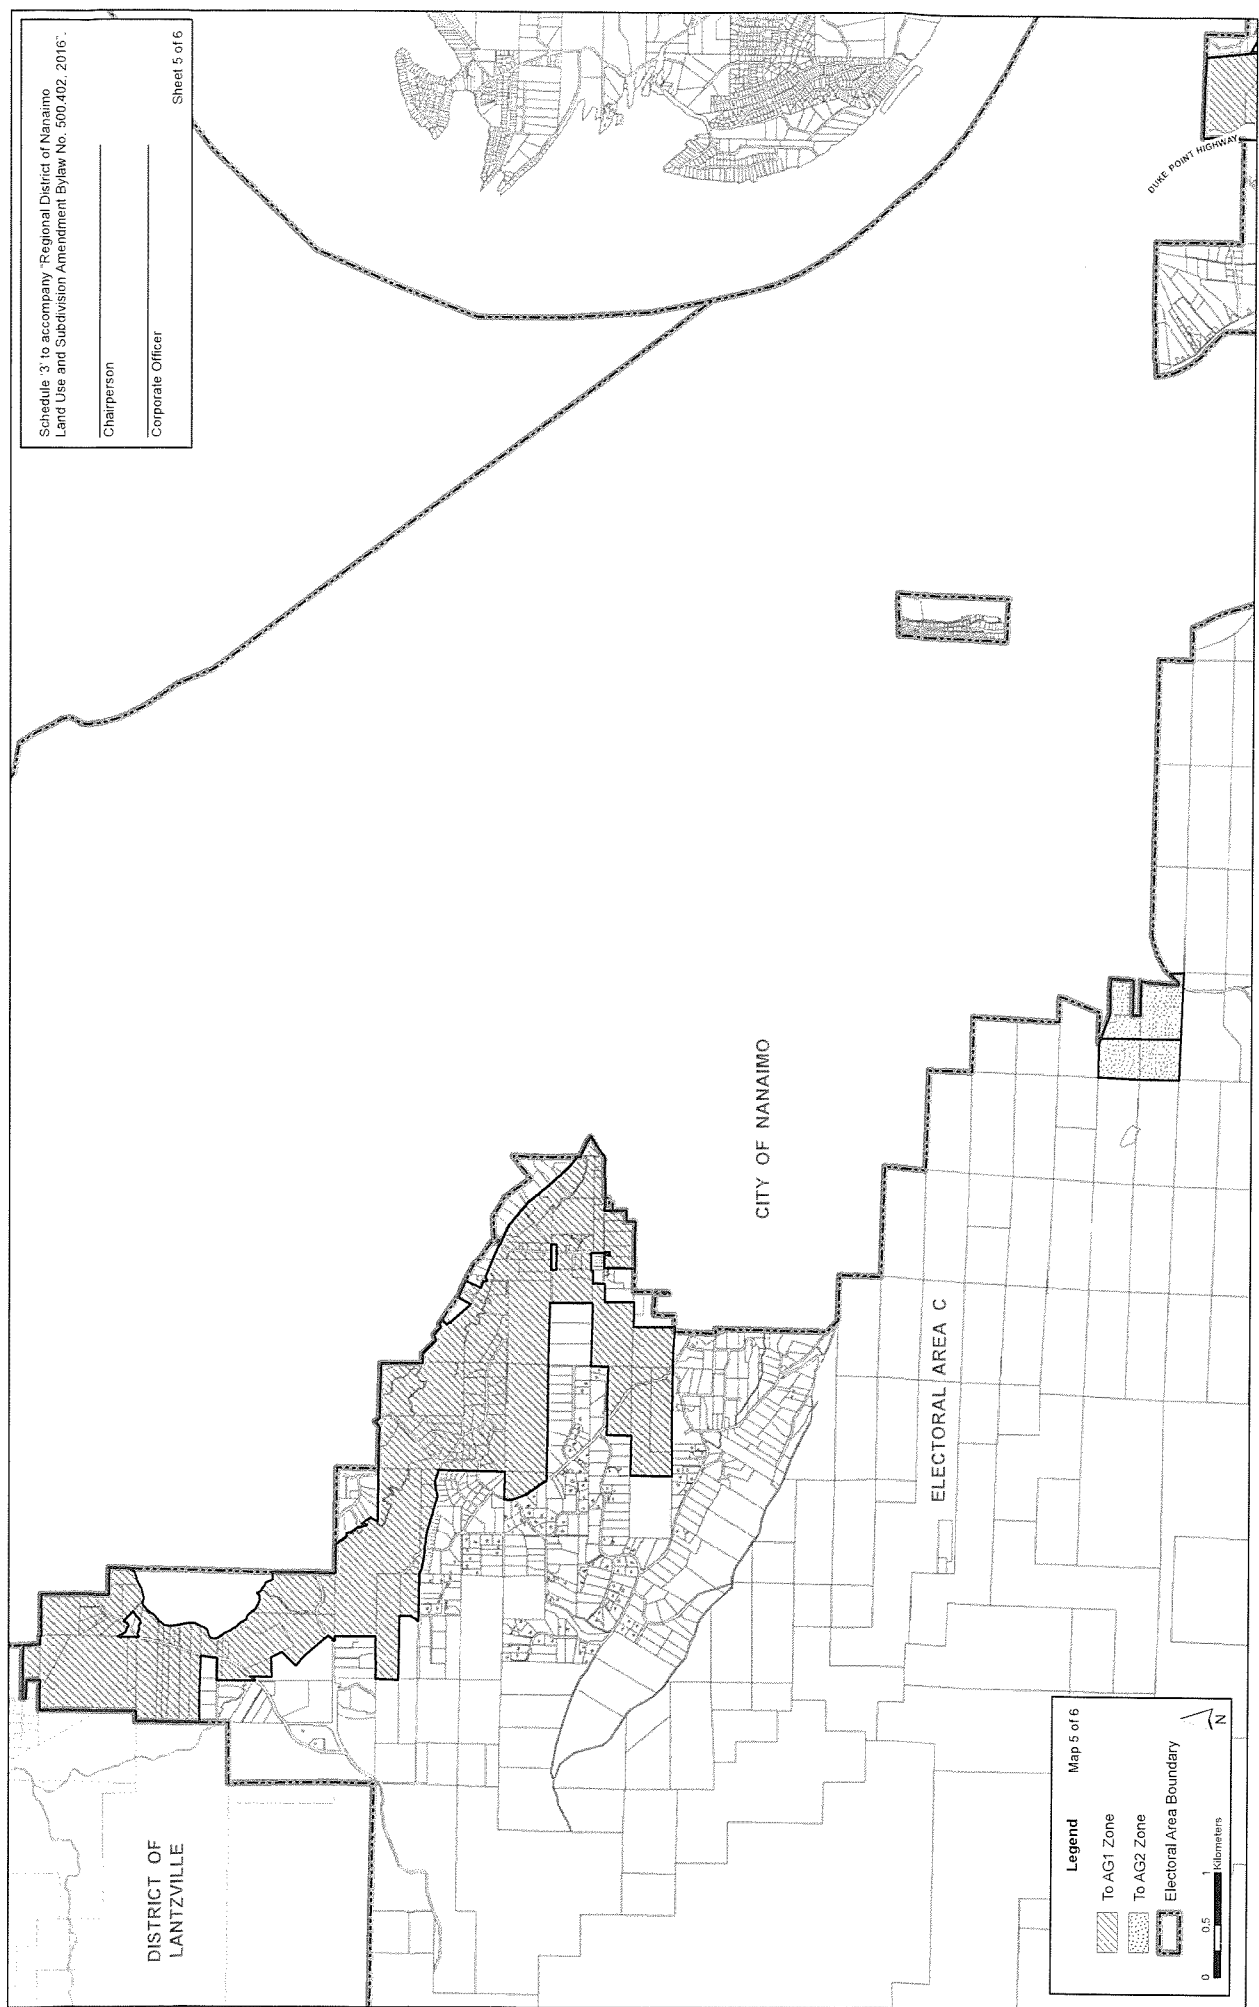 Schedule '3' to accompany "Regional District of Nanaimo
Land Use and Subdivision Amendment Bylaw No. 500.402, 2016".
Chairperson
Corporate Officer
Sheet 5 of 6
DUKE POINT HIGHWAY
DISTRICT OF
LANTZVILLE
CITY OF NANAIMO
ELECTORAL AREA C
Legend
Map 5 of 6
To AG1 Zone
To AG2 Zone
Electoral Area Boundary
0 0.5 1
Kilometers
N